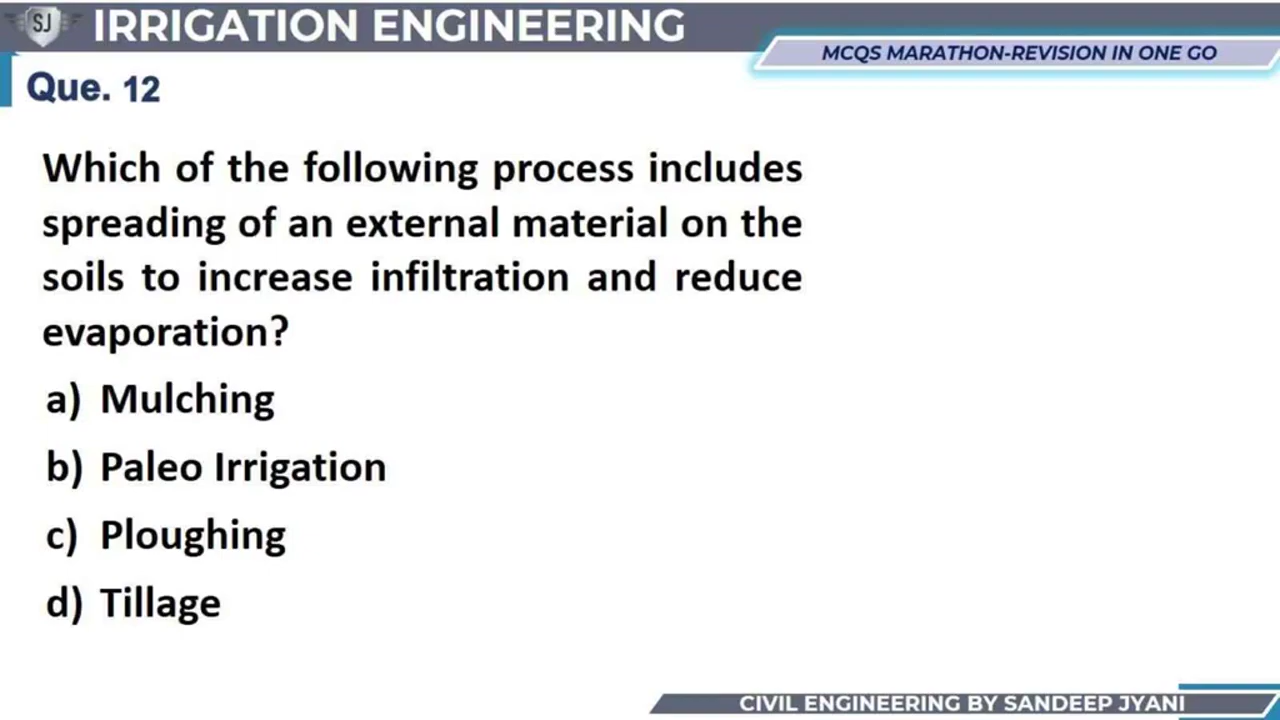 SJ
IRRIGATION ENGINEERING
MCQS MARATHON-REVISION IN ONE GO
Que. 12
Which of the following process includes
spreading of an external material on the
soils to increase infiltration and reduce
evaporation?
a) Mulching
b) Paleo Irrigation
c) Ploughing
d) Tillage
CIVIL ENGINEERING BY SANDEEP JYANI